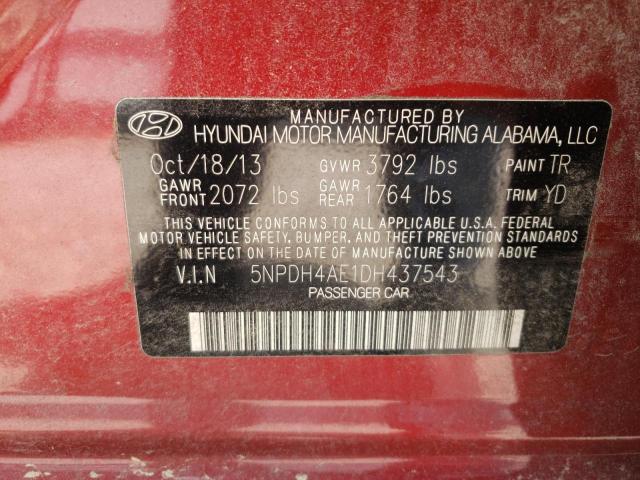 MANUFACTURED BY
HYUNDAI MOTOR MANUFACTURING ALABAMA, LLC
Oct/18/13 GVWR 3792 lbs PAINT TR
GAWR FRONT 2072 lbs GAWR REAR 1764 lbs TRIM YD
THIS VEHICLE CONFORMS TO ALL APPLICABLE U.S.A. FEDERAL
MOTOR VEHICLE SAFETY, BUMPER, AND THEFT PREVENTION STANDARDS
IN EFFECT ON THE DATE OF MANUFACTURE SHOWN ABOVE
V.I.N 5NPDH4AE1DH437543
PASSENGER CAR